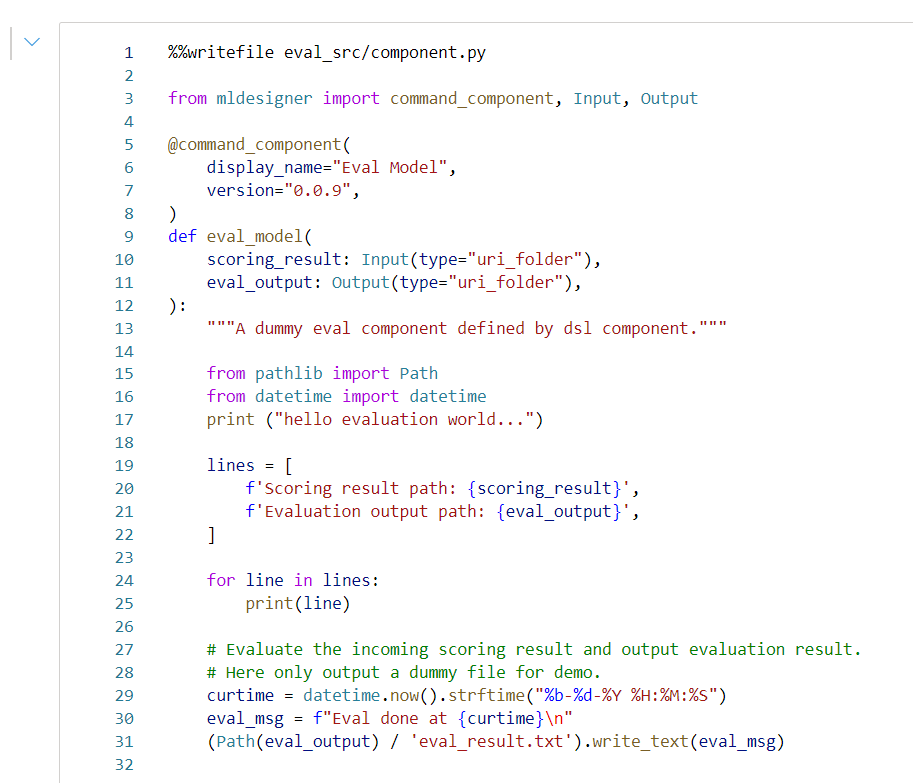 1 %%writefile eval_src/component.py
2
3 from mldesigner import command_component, Input, Output
4
5 @command_component(
6     display_name="Eval Model",
7     version="0.0.9",
8 )
9 def eval_model(
10     scoring_result: Input(type="uri_folder"),
11     eval_output: Output(type="uri_folder"),
12 ):
13     """A dummy eval component defined by dsl component."""
14
15     from pathlib import Path
16     from datetime import datetime
17     print ("hello evaluation world...")
18
19     lines = [
20         f'Scoring result path: {scoring_result}',
21         f'Evaluation output path: {eval_output}',
22     ]
23
24     for line in lines:
25         print(line)
26
27     # Evaluate the incoming scoring result and output evaluation result.
28     # Here only output a dummy file for demo.
29     curtime = datetime.now().strftime("%b-%d-%Y %H:%M:%S")
30     eval_msg = f"Eval done at {curtime}\n"
31     (Path(eval_output) / 'eval_result.txt').write_text(eval_msg)
32